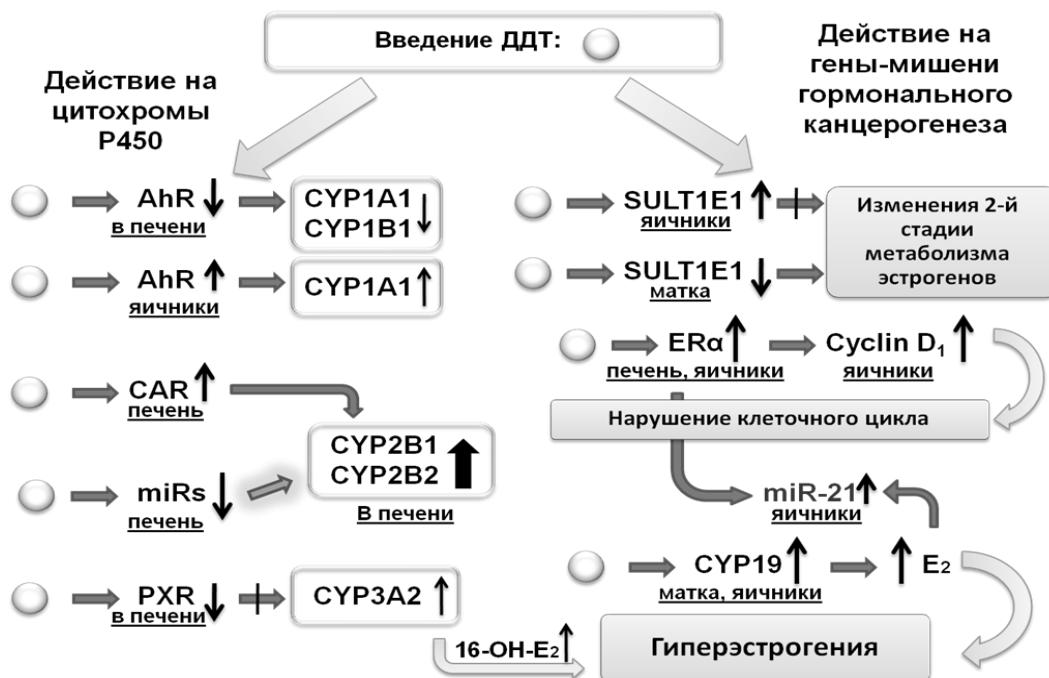 Введение ДДТ:
Действие на
цитохромы
P450
AhR
в печени
CYP1A1
CYP1B1
AhR
яичники
CYP1A1
CAR
печень
miRs
печень
CYP2B1
CYP2B2
В печени
PXR
в печени
CYP3A2
16-OH-E2
Действие на
гены-мишени
гормонального
канцерогенеза
SULT1E1
яичники
SULT1E1
матка
Изменения 2-й
стадии
метаболизма
эстрогенов
ERα
печень, яичники
Cyclin D1
яичники
Нарушение клеточного цикла
miR-21
яичники
CYP19
матка, яичники
E2
Гиперэстрогения